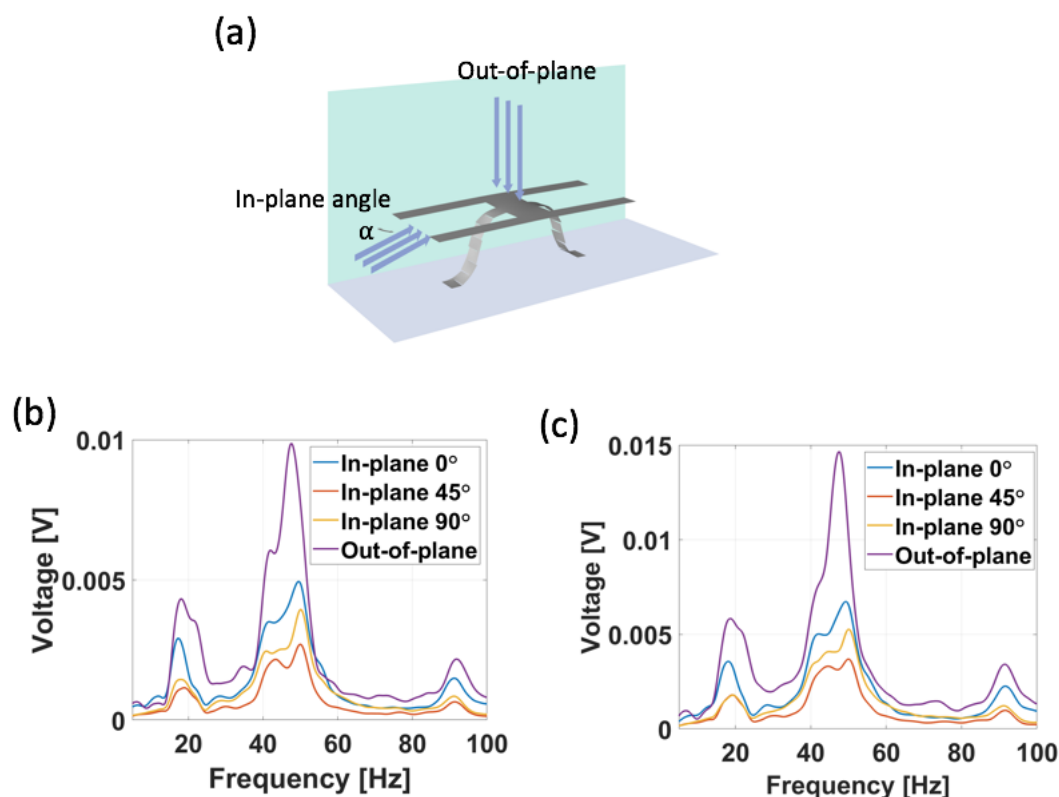 (a)
Out-of-plane
In-plane angle
α
(b)
0.01
0.005
0
Voltage [V]
In-plane 0°
In-plane 45°
In-plane 90°
Out-of-plane
20 40 60 80 100
Frequency [Hz]
(c)
0.015
0.01
0.005
0
Voltage [V]
In-plane 0°
In-plane 45°
In-plane 90°
Out-of-plane
20 40 60 80 100
Frequency [Hz]